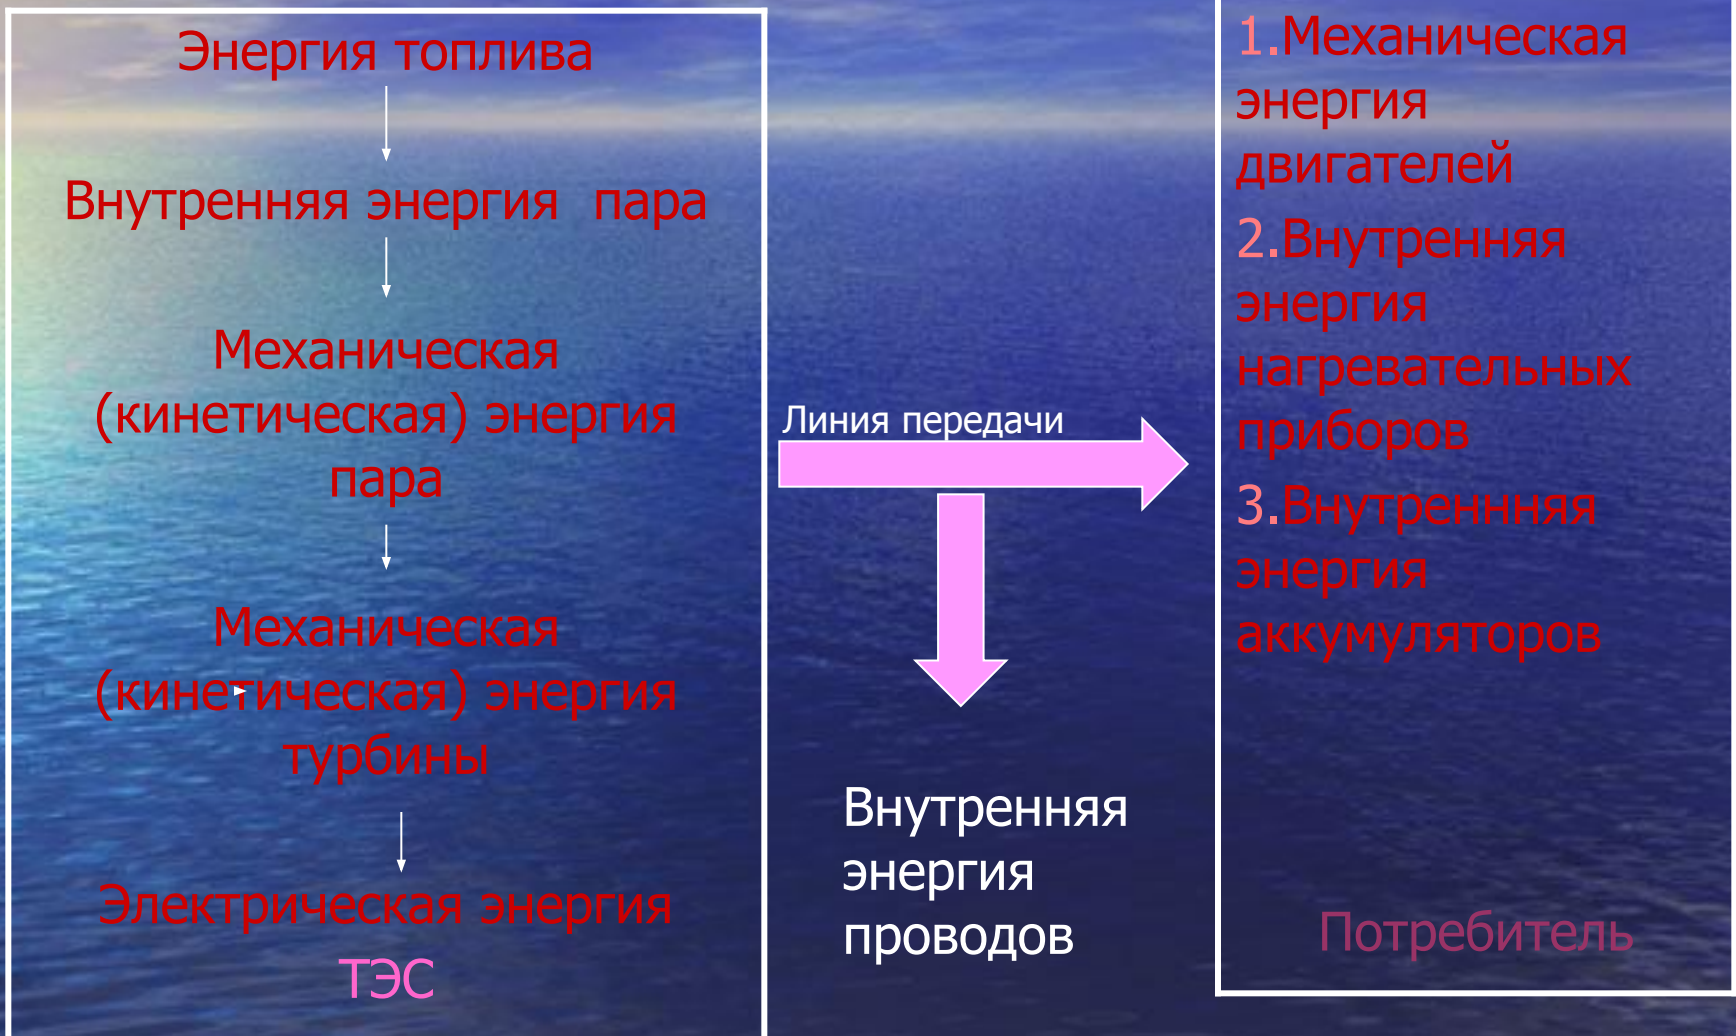 Энергия топлива
Внутренняя энергия пара
Механическая
(кинетическая) энергия
пара
Механическая
(кинетическая) энергия
турбины
Электрическая энергия
ТЭС
Линия передачи
Внутренняя
энергия
проводов
1.Механическая
энергия
двигателей
2.Внутренняя
энергия
нагревательных
приборов
3.Внутреннняя
энергия
аккумуляторов
Потребитель